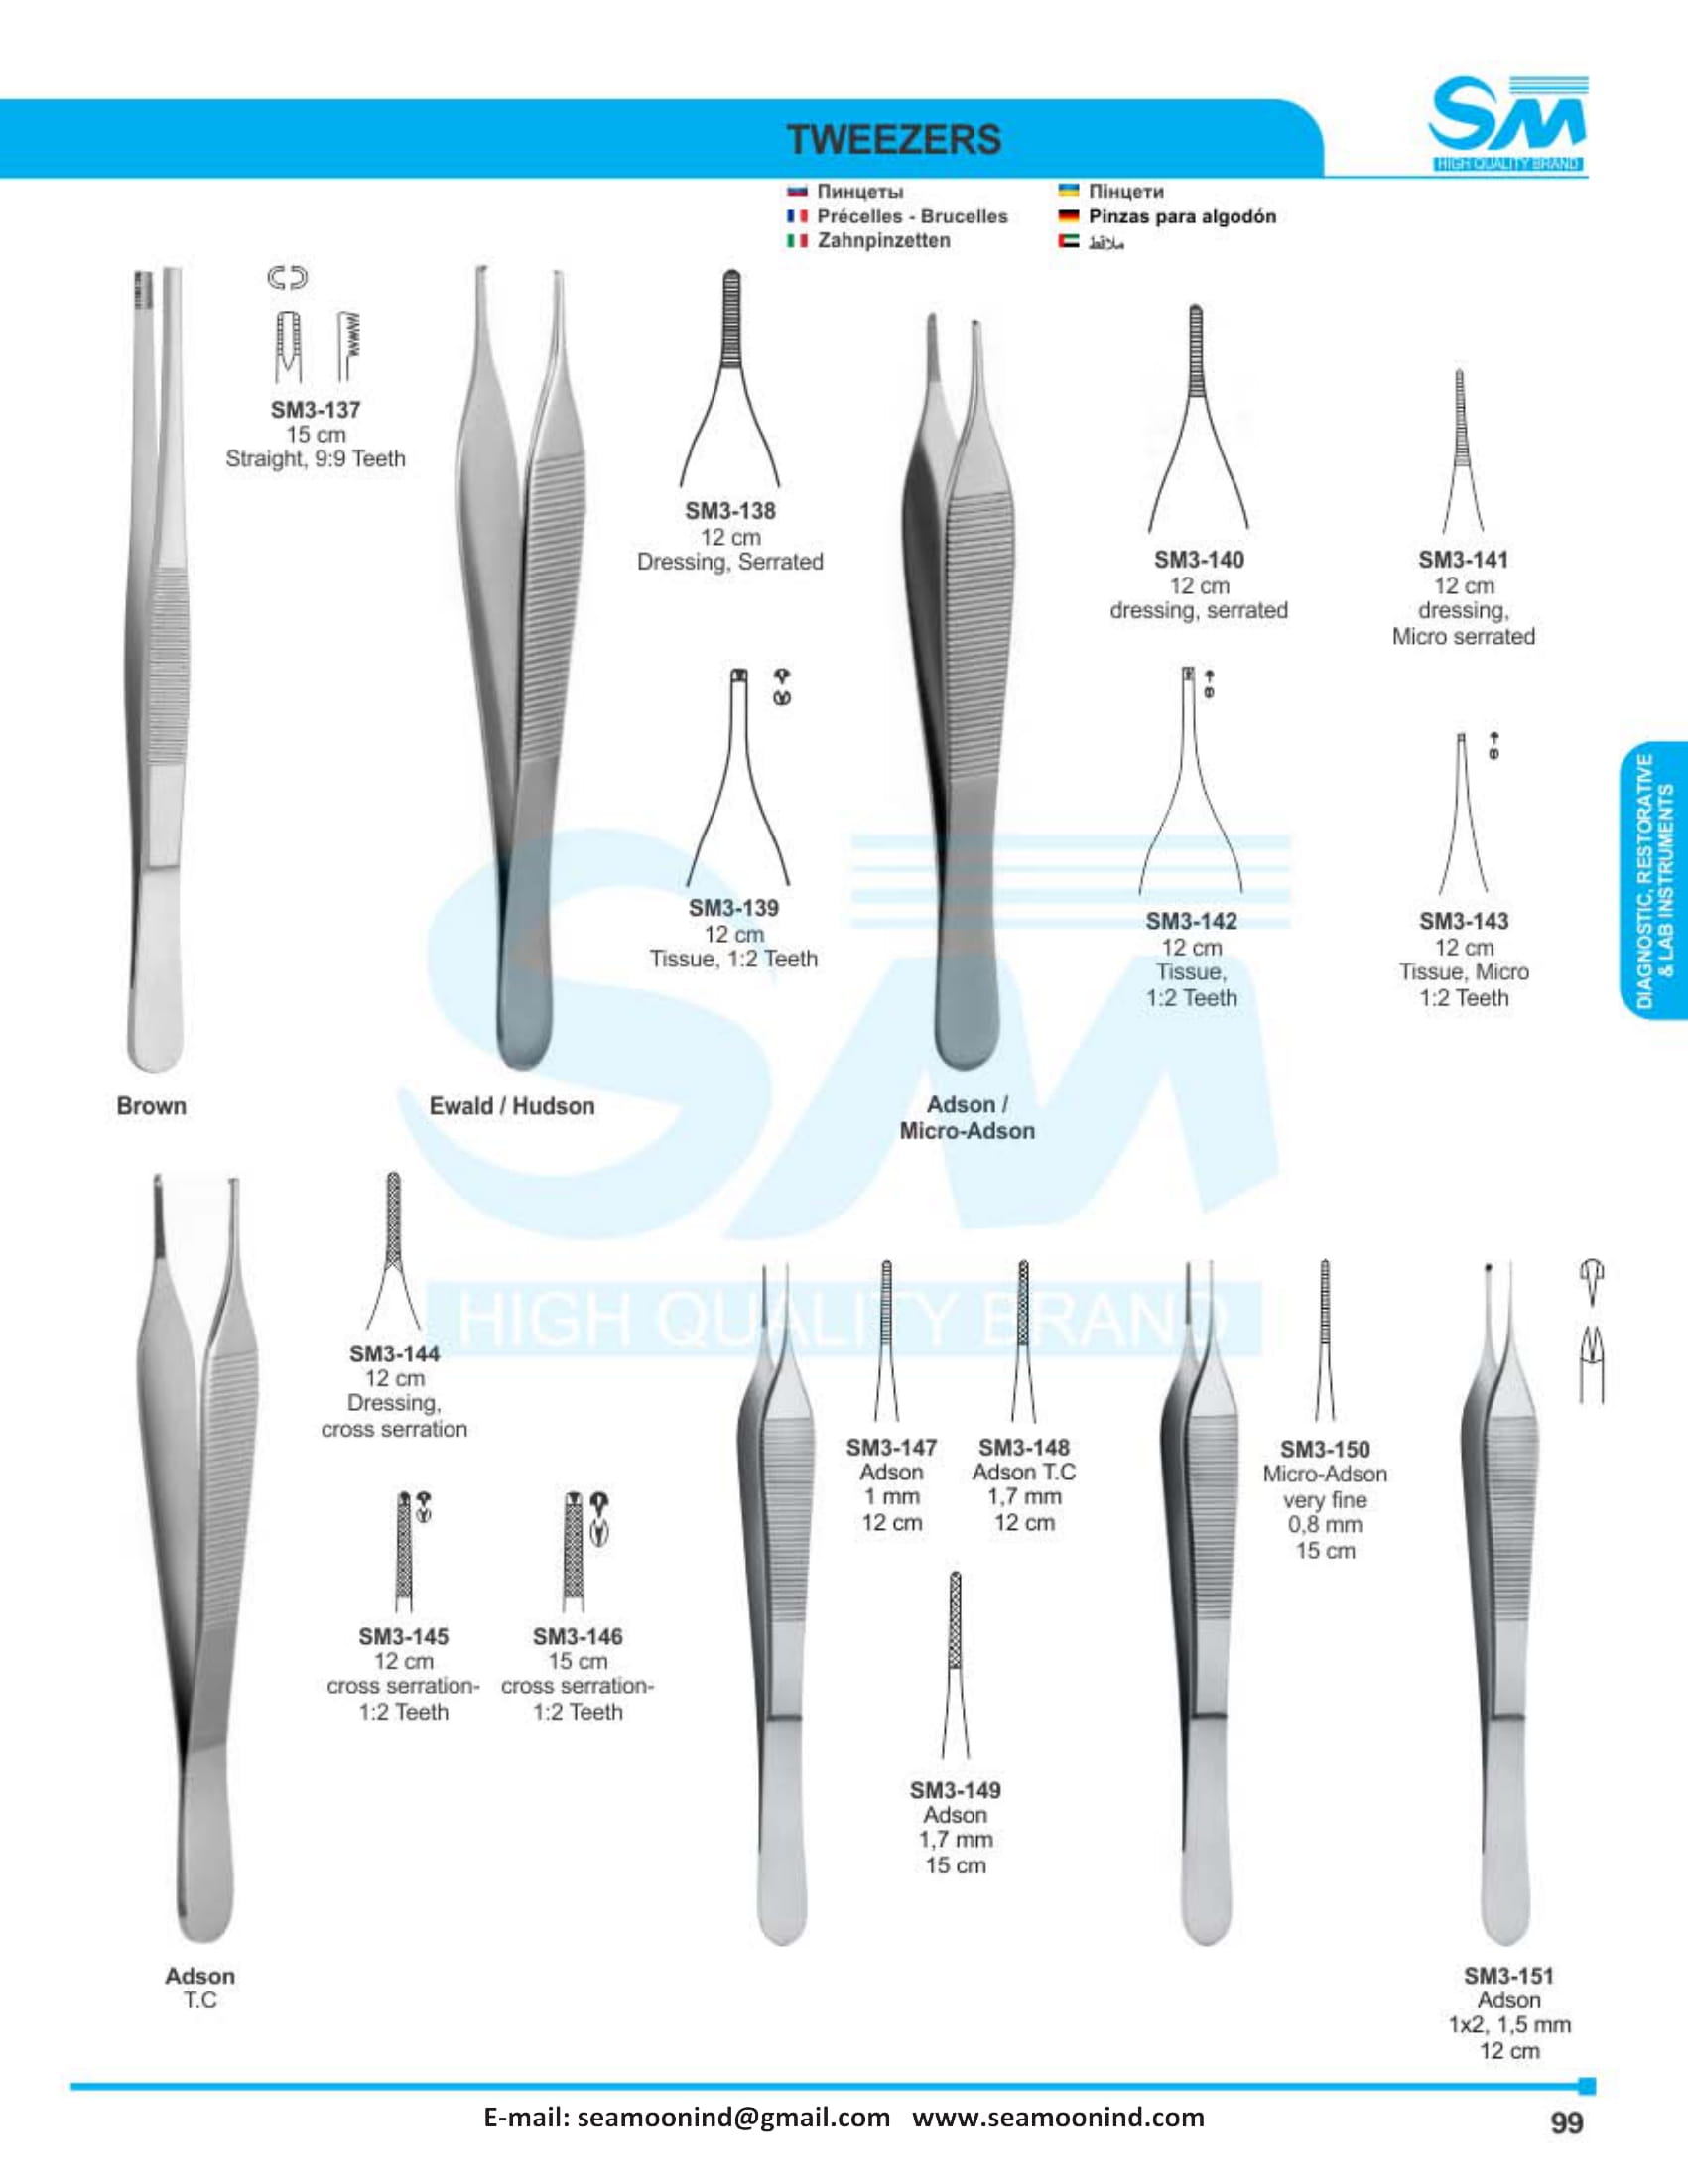 SM
HIGH QUALITY BRAND
TWEEZERS
Пинцеты
Précelles - Brucelles
Zahnpinzetten
Пінцети
Pinzas para algodón
ملاقط
SM3-137
15 cm
Straight, 9:9 Teeth
SM3-138
12 cm
Dressing, Serrated
SM3-140
12 cm
dressing, serrated
SM3-141
12 cm
dressing,
Micro serrated
SM3-139
12 cm
Tissue, 1:2 Teeth
SM3-142
12 cm
Tissue,
1:2 Teeth
SM3-143
12 cm
Tissue, Micro
1:2 Teeth
DIAGNOSTIC, RESTORATIVE
& LAB INSTRUMENTS
Brown
Ewald / Hudson
Adson /
Micro-Adson
SM
HIGH QUALITY BRAND
SM3-144
12 cm
Dressing,
cross serration
SM3-145
12 cm
cross serration-
1:2 Teeth
SM3-146
15 cm
cross serration-
1:2 Teeth
SM3-147
Adson
1 mm
12 cm
SM3-148
Adson T.C
1,7 mm
12 cm
SM3-149
Adson
1,7 mm
15 cm
SM3-150
Micro-Adson
very fine
0,8 mm
15 cm
Adson
T.C
SM3-151
Adson
1x2, 1,5 mm
12 cm
E-mail: seamoonind@gmail.com www.seamoonind.com
99